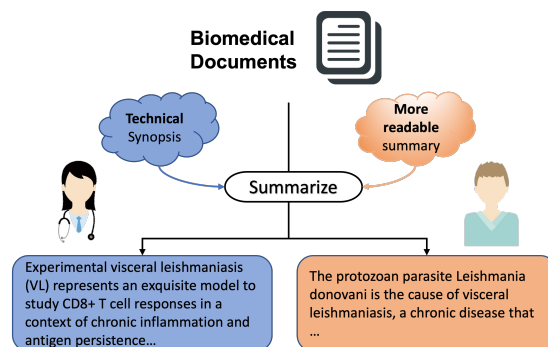 Biomedical
Documents
Technical
Synopsis
More
readable
summary
Summarize
Experimental visceral leishmaniasis
(VL) represents an exquisite model to
study CD8+ T cell responses in a
context of chronic inflammation and
antigen persistence…
The protozoan parasite Leishmania
donovani is the cause of visceral
leishmaniasis, a chronic disease that
…